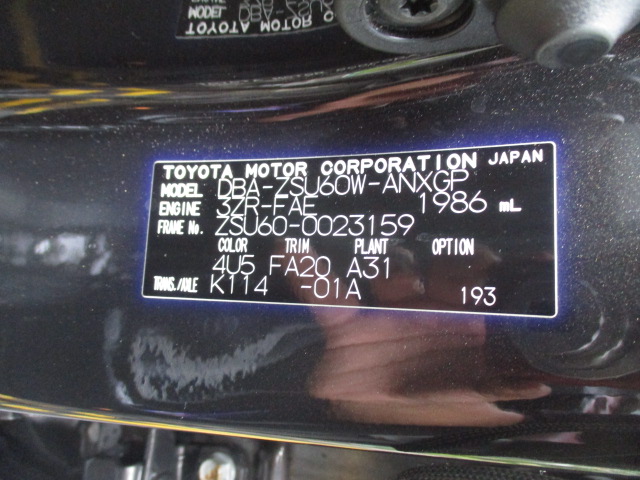 TOYOTA MOTOR CORPORATION JAPAN
MODEL DBA-ZSU60W-ANXGP
ENGINE 3ZR-FAE 1986 mL
FRAME No. ZSU60-0023159
COLOR TRIM PLANT OPTION
4U5 FA20 A31
TRANS./AXLE K114 -01A 193